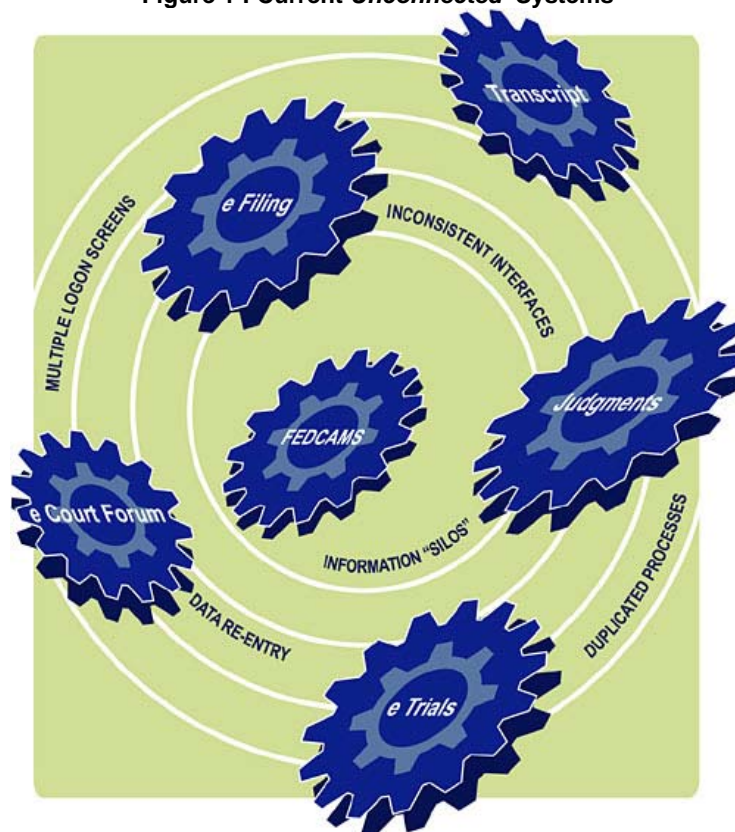 Figure 1 : Current Unconnected Systems
Transcript
e Filing
MULTIPLE LOGON SCREENS
INCONSISTENT INTERFACES
Judgments
FEDCAMS
e Court Forum
INFORMATION "SILOS"
DATA RE-ENTRY
DUPLICATED PROCESSES
e Trials